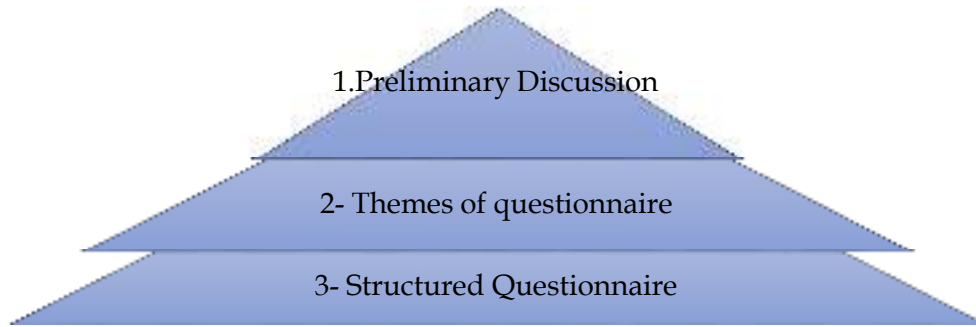 1.Preliminary Discussion
2- Themes of questionnaire
3- Structured Questionnaire